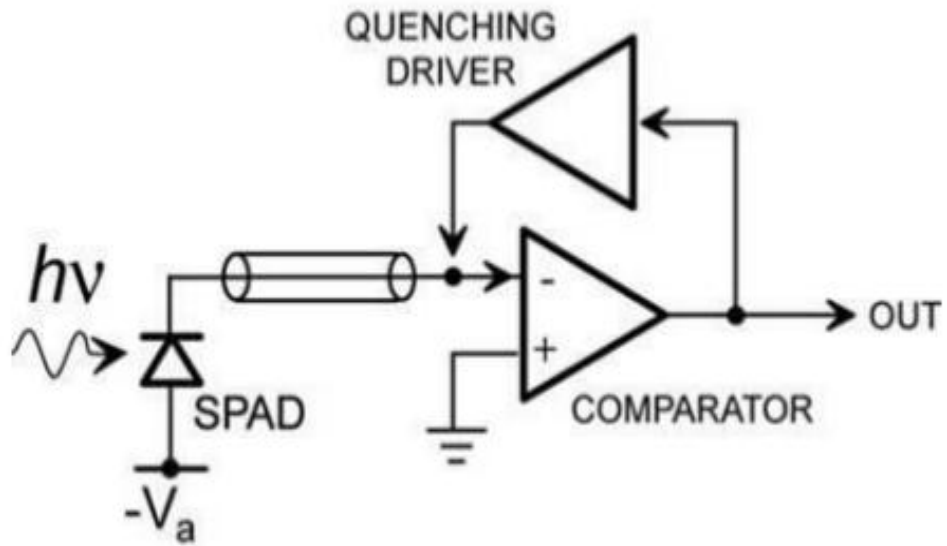 QUENCHING
DRIVER
hν
-
OUT
+
SPAD
COMPARATOR
-Va